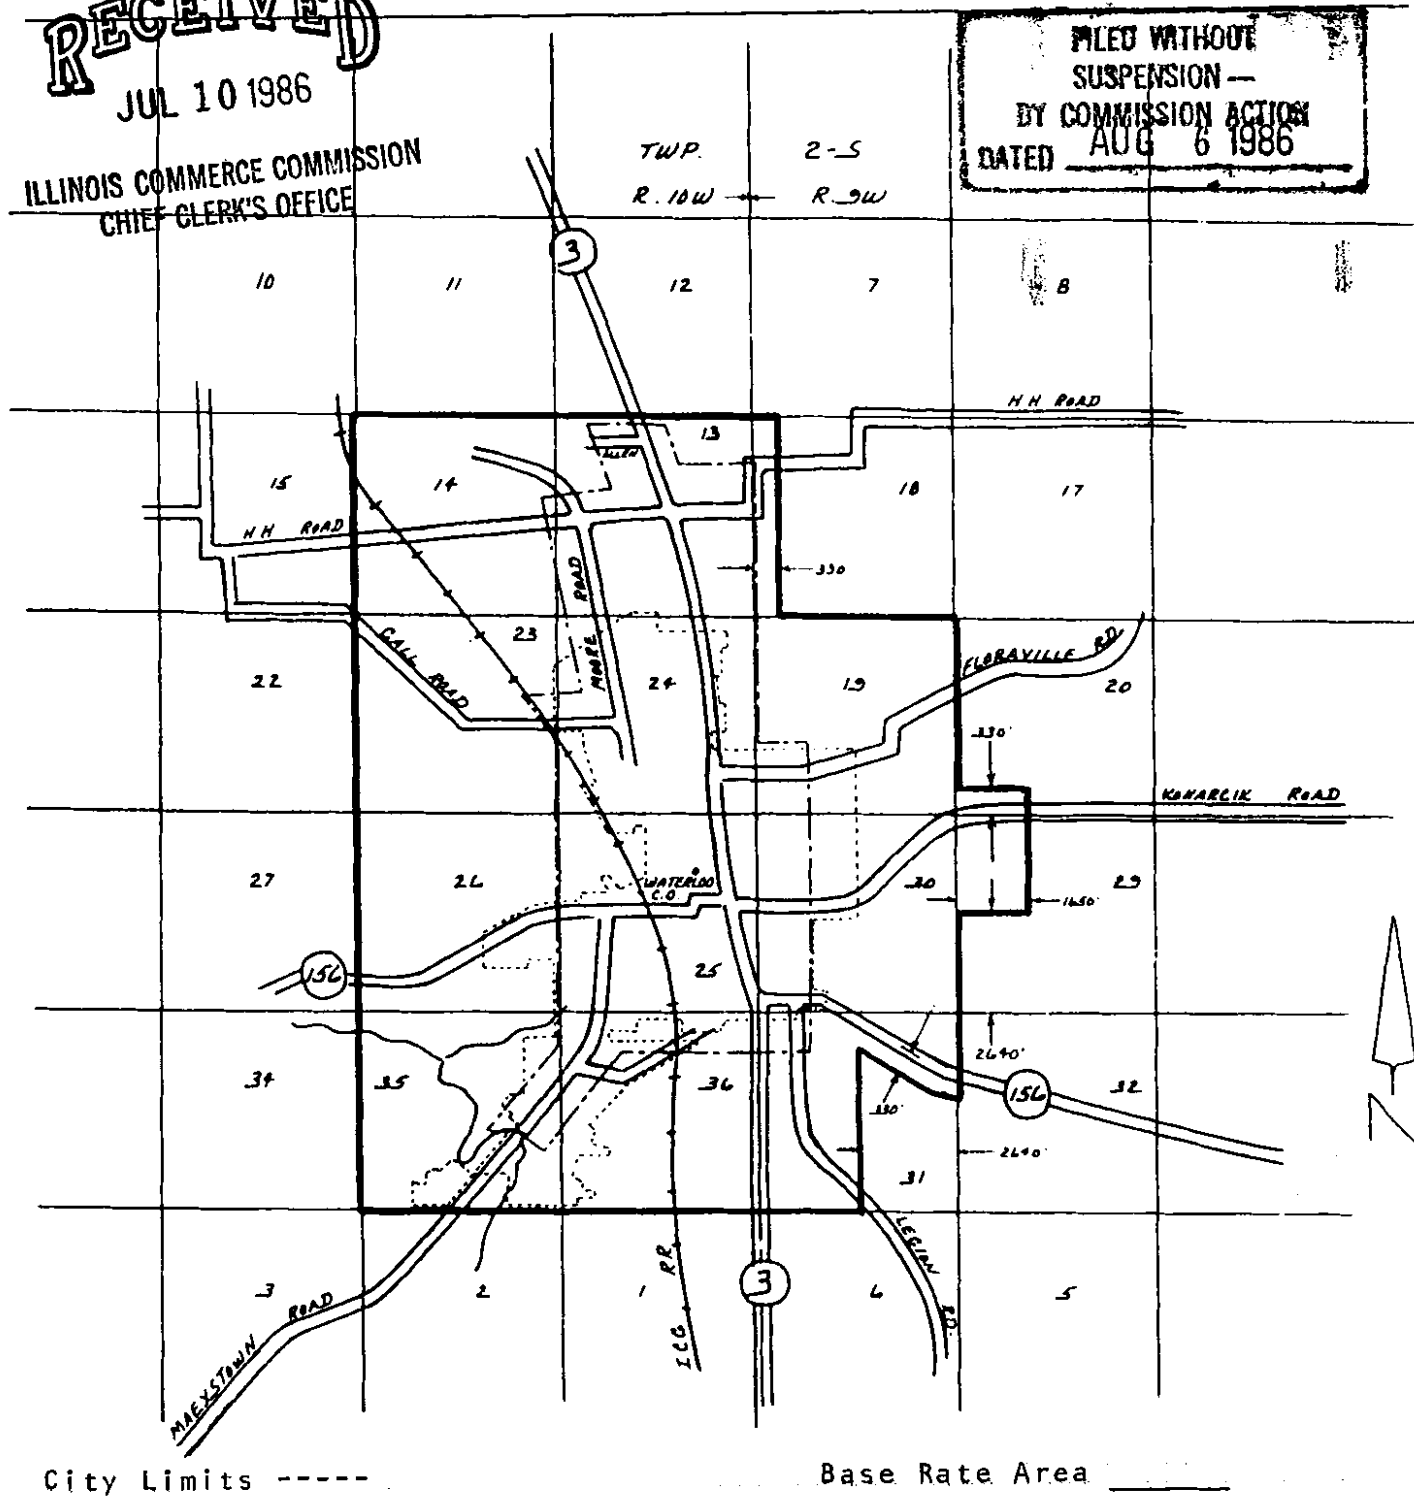 RECEIVED
JUL 10 1986
ILLINOIS COMMERCE COMMISSION
CHIEF CLERK'S OFFICE
FILED WITHOUT
SUSPENSION —
BY COMMISSION ACTION
DATED AUG 6 1986
TWP. 2-S
R. 10W R. 9W
3
10 11 12 7 8
H H ROAD
13
15 14 18 17
ALLEN
H H ROAD
330
MOORE ROAD
GALL ROAD
23
22 24 19 20
FLORAVILLE RD
330'
KONARCIK ROAD
27 26 30 29
WATERLOO
C.O
1650'
156
25
2640'
34 35 36 32
156
330'
2640'
31
LEGION RD.
3 2 1 6 5
ICG RR
3
MAEYSTOWN ROAD
City Limits -----
Base Rate Area ____
N